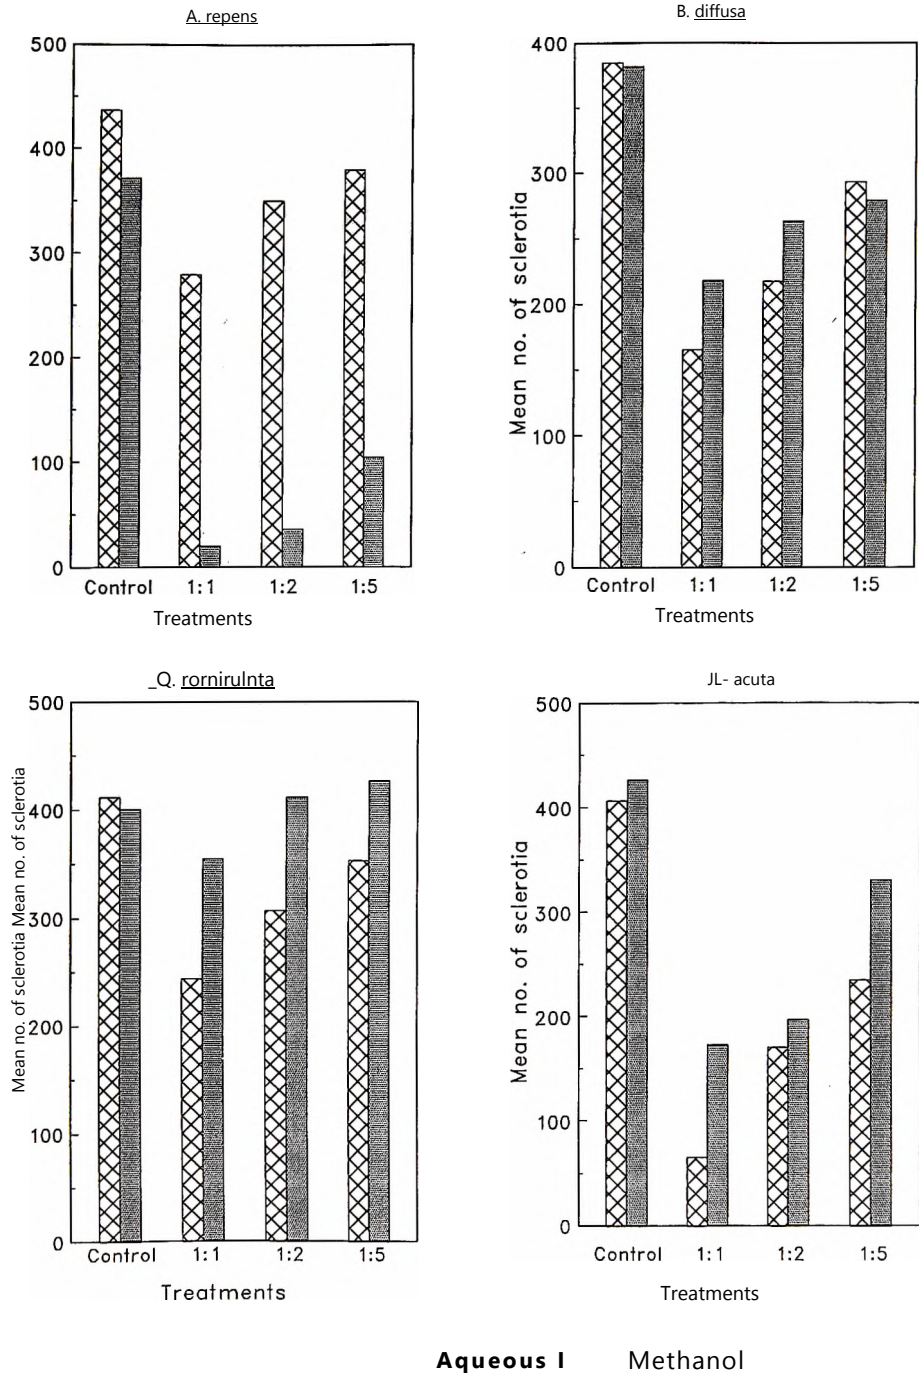 A. repens
500
400
300
200
100
0
Control 1:1 1:2 1:5
Treatments
B. diffusa
400
300
200
100
0
Mean no. of sclerotia
Control 1:1 1:2 1:5
Treatments
_Q. rornirulnta
500
400
300
200
100
0
Mean no. of sclerotia Mean no. of sclerotia
Control 1:1 1:2 1:5
Treatments
JL- acuta
500
400
300
200
100
0
Mean no. of sclerotia
Control 1:1 1:2 1:5
Treatments
Aqueous I Methanol